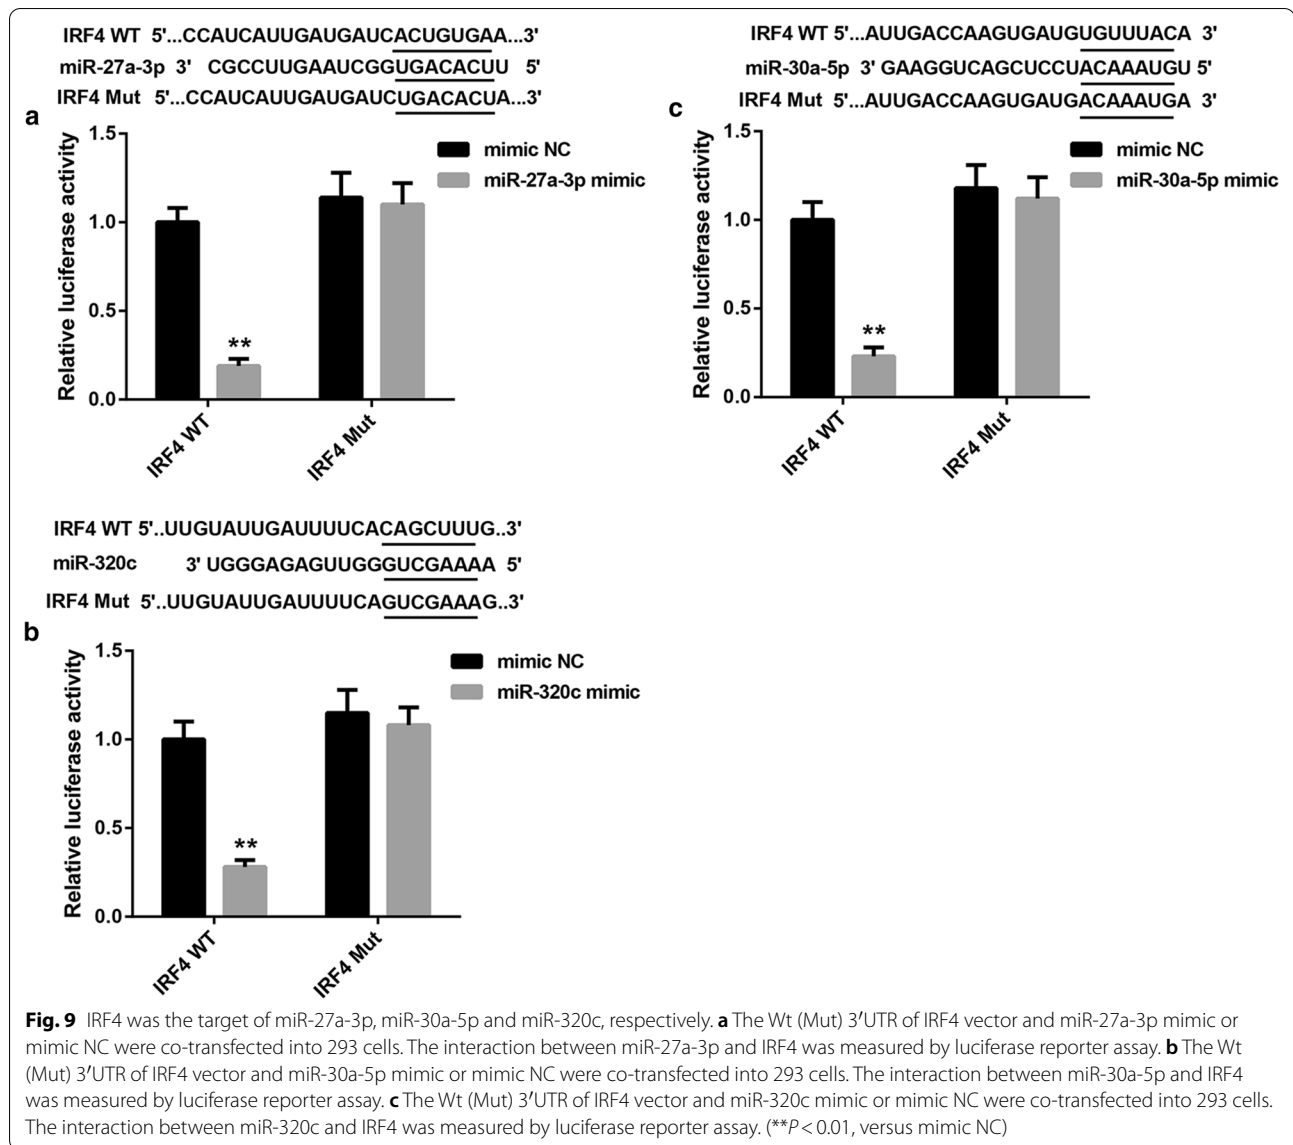 IRF4 WT 5'...CCAUCAUUGAUGAUCACUGUGAA...3'
miR-27a-3p 3' CGCCUUGAAUCGGUGACACUU 5'
IRF4 Mut 5'...CCAUCAUUGAUGAUCUGACACUA...3'
a
1.5
1.0
0.5
0.0
Relative luciferase activity
mimic NC
miR-27a-3p mimic
**
IRF4 WT
IRF4 Mut
IRF4 WT 5'...AUUGACCAAGUGAUGUGUUUACA 3'
miR-30a-5p 3' GAAGGUCAGCUCCUACAAAUGU 5'
IRF4 Mut 5'...AUUGACCAAGUGAUGACAAAUGA 3'
c
1.5
1.0
0.5
0.0
Relative luciferase activity
mimic NC
miR-30a-5p mimic
**
IRF4 WT
IRF4 Mut
IRF4 WT 5'..UUGUAUUGAUUUUCACAGCUUUG..3'
miR-320c 3' UGGGAGAGUUGGGUCGAAAA 5'
IRF4 Mut 5'..UUGUAUUGAUUUUCAGUCGAAAG..3'
b
1.5
1.0
0.5
0.0
Relative luciferase activity
mimic NC
miR-320c mimic
**
IRF4 WT
IRF4 Mut
Fig. 9 IRF4 was the target of miR-27a-3p, miR-30a-5p and miR-320c, respectively. a The Wt (Mut) 3′UTR of IRF4 vector and miR-27a-3p mimic or
mimic NC were co-transfected into 293 cells. The interaction between miR-27a-3p and IRF4 was measured by luciferase reporter assay. b The Wt
(Mut) 3′UTR of IRF4 vector and miR-30a-5p mimic or mimic NC were co-transfected into 293 cells. The interaction between miR-30a-5p and IRF4
was measured by luciferase reporter assay. c The Wt (Mut) 3′UTR of IRF4 vector and miR-320c mimic or mimic NC were co-transfected into 293 cells.
The interaction between miR-320c and IRF4 was measured by luciferase reporter assay. (**P < 0.01, versus mimic NC)